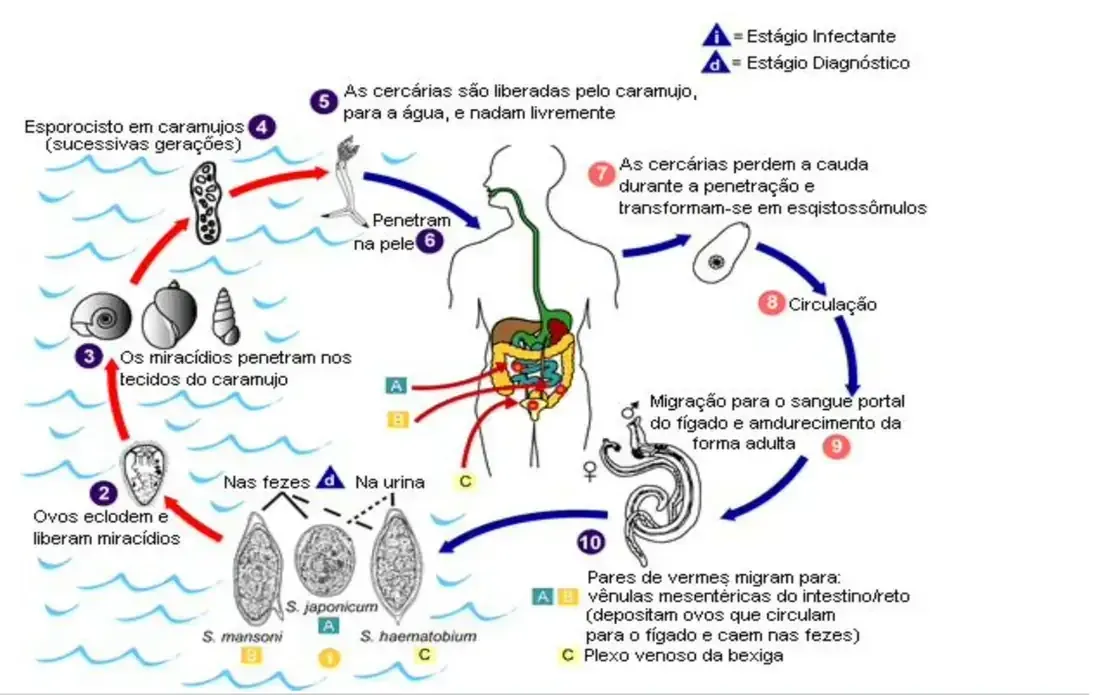 i = Estágio Infectante
d = Estágio Diagnóstico
5 As cercárias são liberadas pelo caramujo,
para a água, e nadam livremente
Esporocisto em caramujos 4
(sucessivas gerações)
7 As cercárias perdem a cauda
durante a penetração e
transformam-se em esqistossômulos
Penetram
na pele 6
8 Circulação
3 Os miracídios penetram nos
tecidos do caramujo
A
B
C
Migração para o sangue portal
do fígado e amdurecimento da
forma adulta 9
♂
♀
Nas fezes d Na urina
2
Ovos eclodem e
liberam miracídios
10
Pares de vermes migram para:
A B vênulas mesentéricas do intestino/reto
(depositam ovos que circulam
para o fígado e caem nas fezes)
C Plexo venoso da bexiga
S. japonicum
A
S. mansoni
B
S. haematobium
C
1